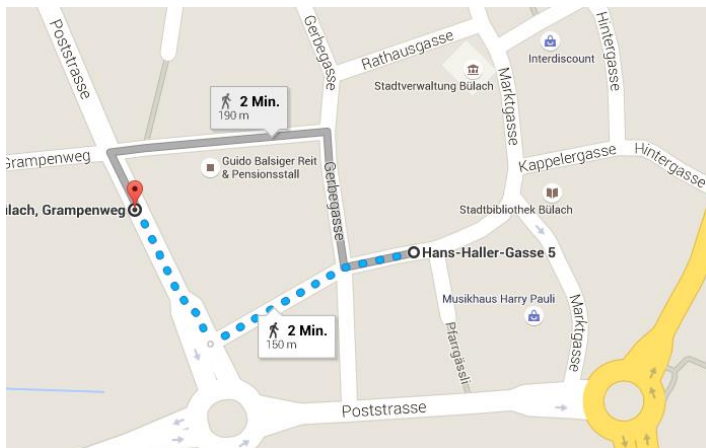 Poststrasse
Gerbegasse
Rathausgasse
Hintergasse
Interdiscount
Marktgasse
Stadtverwaltung Bülach
2 Min.
190 m
Grampenweg
Guido Balsiger Reit
& Pensionsstall
Gerbegasse
Kappelergasse
Hintergasse
ülach, Grampenweg
Stadtbibliothek Bülach
Hans-Haller-Gasse 5
Musikhaus Harry Pauli
Marktgasse
2 Min.
150 m
Pfarrgässli
Poststrasse